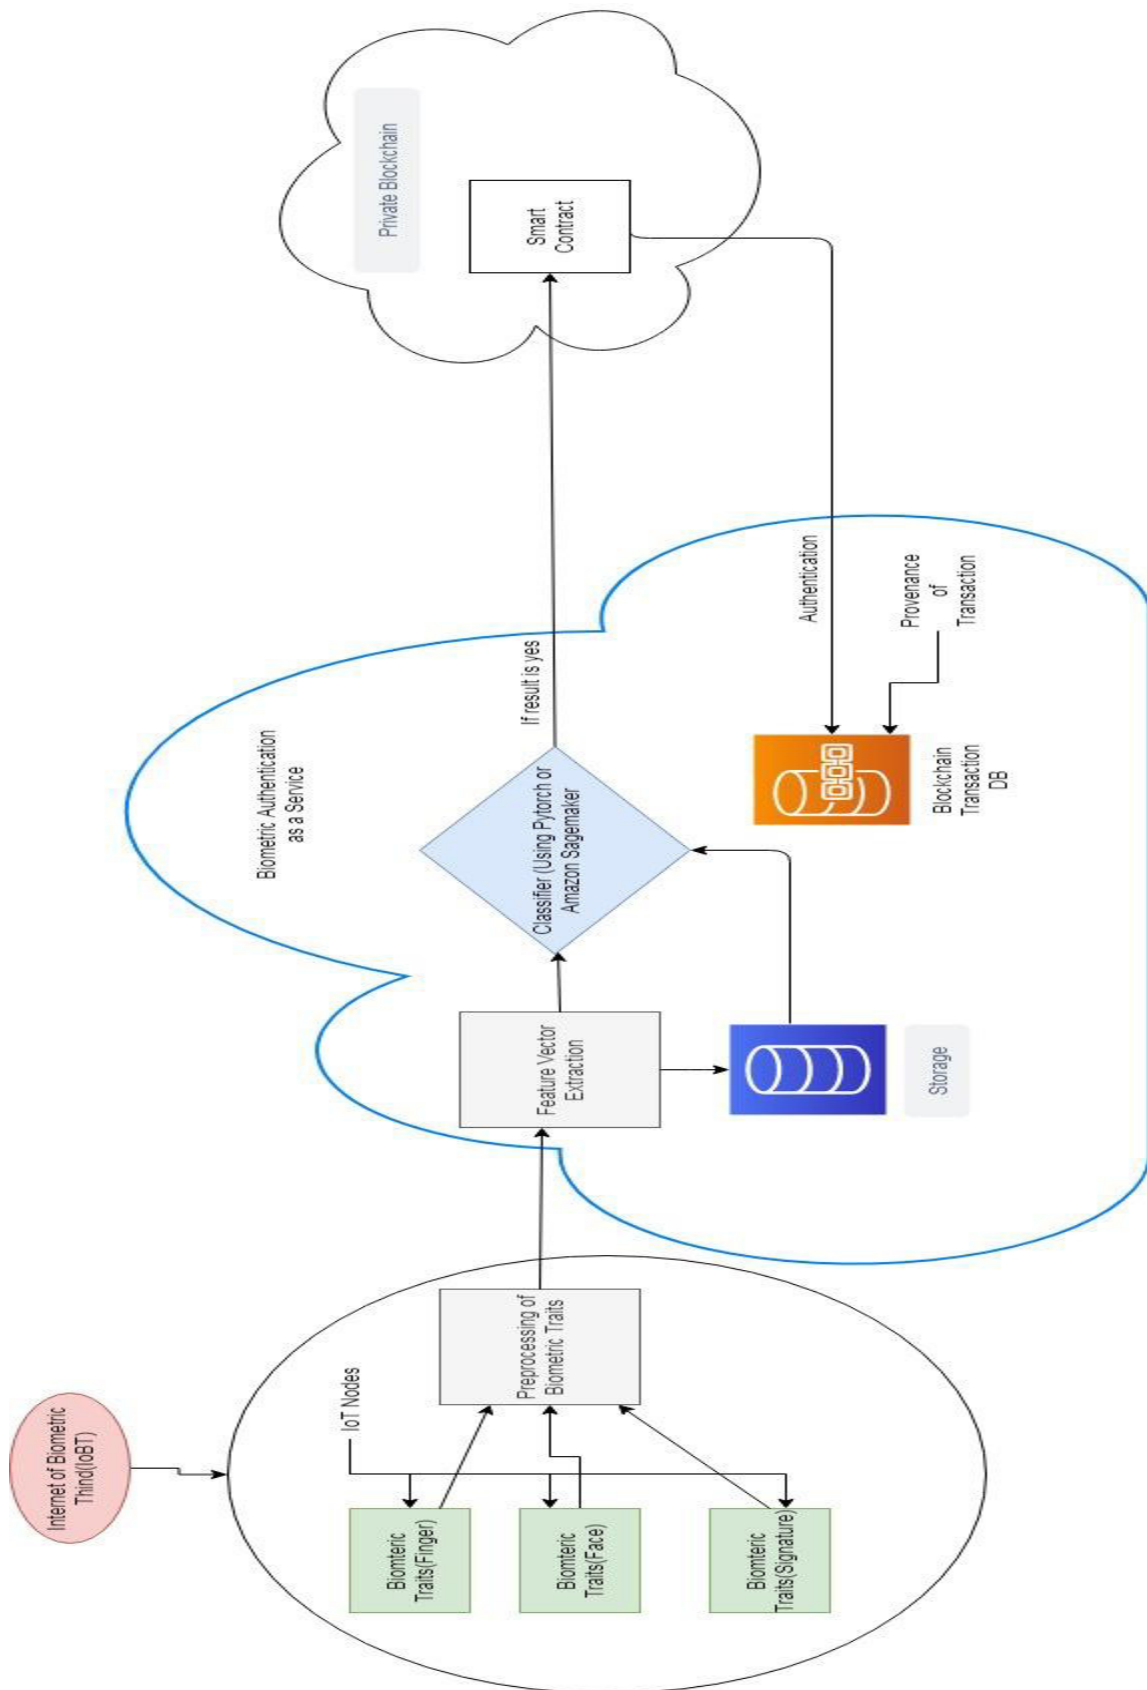 Internet of Biometric
Thind(IoBT)
IoT Nodes
Biomteric
Traits(Finger)
Biomteric
Traits(Face)
Biomteric
Traits(Signature)
Preprocessing of
Biometric Traits
Biometric Authentication
as a Service
Feature Vector
Extraction
Storage
Classifier (Using Pytorch or
Amazon Sagemaker
If result is yes
Authentication
Provenance
of
Transaction
Blockchain
Transaction
DB
Private Blockchain
Smart
Contract